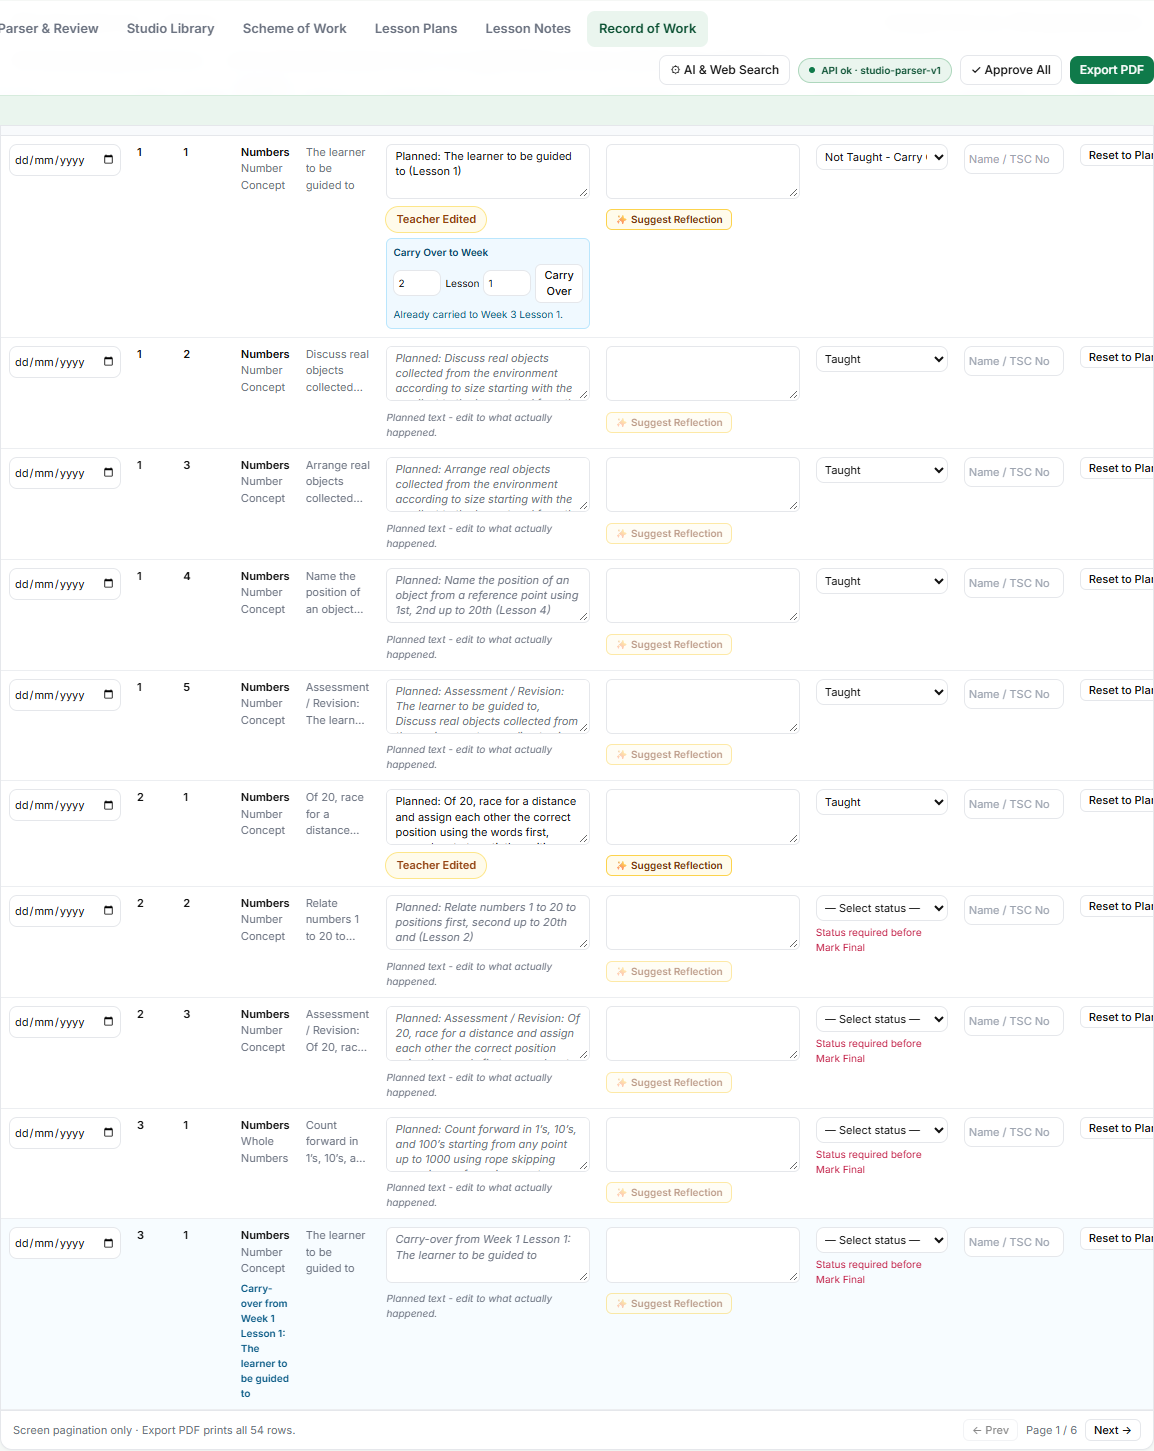 Parser & Review
Studio Library
Scheme of Work
Lesson Plans
Lesson Notes
Record of Work
AI & Web Search
API ok · studio-parser-v1
✓ Approve All
Export PDF
dd/mm/yyyy
1
1
Numbers
Number
Concept
The learner
to be
guided to
Planned: The learner to be guided
to (Lesson 1)
Teacher Edited
Carry Over to Week
2
Lesson
1
Carry
Over
Already carried to Week 3 Lesson 1.
Suggest Reflection
Not Taught - Carry
Name / TSC No
Reset to Plan
dd/mm/yyyy
1
2
Numbers
Number
Concept
Discuss real
objects
collected...
Planned: Discuss real objects
collected from the environment
according to size starting with the
Planned text - edit to what actually
happened.
Suggest Reflection
Taught
Name / TSC No
Reset to Plan
dd/mm/yyyy
1
3
Numbers
Number
Concept
Arrange real
objects
collected...
Planned: Arrange real objects
collected from the environment
according to size starting with the
Planned text - edit to what actually
happened.
Suggest Reflection
Taught
Name / TSC No
Reset to Plan
dd/mm/yyyy
1
4
Numbers
Number
Concept
Name the
position of
an object...
Planned: Name the position of an
object from a reference point using
1st, 2nd up to 20th (Lesson 4)
Planned text - edit to what actually
happened.
Suggest Reflection
Taught
Name / TSC No
Reset to Plan
dd/mm/yyyy
1
5
Numbers
Number
Concept
Assessment
/ Revision:
The learn...
Planned: Assessment / Revision:
The learner to be guided to,
Discuss real objects collected from
Planned text - edit to what actually
happened.
Suggest Reflection
Taught
Name / TSC No
Reset to Plan
dd/mm/yyyy
2
1
Numbers
Number
Concept
Of 20, race
for a
distance...
Planned: Of 20, race for a distance
and assign each other the correct
position using the words first,
Teacher Edited
Suggest Reflection
Taught
Name / TSC No
Reset to Plan
dd/mm/yyyy
2
2
Numbers
Number
Concept
Relate
numbers 1
to 20 to...
Planned: Relate numbers 1 to 20 to
positions first, second up to 20th
and (Lesson 2)
Planned text - edit to what actually
happened.
Suggest Reflection
— Select status —
Status required before
Mark Final
Name / TSC No
Reset to Plan
dd/mm/yyyy
2
3
Numbers
Number
Concept
Assessment
/ Revision:
Of 20, rac...
Planned: Assessment / Revision: Of
20, race for a distance and assign
each other the correct position
Planned text - edit to what actually
happened.
Suggest Reflection
— Select status —
Status required before
Mark Final
Name / TSC No
Reset to Plan
dd/mm/yyyy
3
1
Numbers
Whole
Numbers
Count
forward in
1's, 10's, a...
Planned: Count forward in 1's, 10's,
and 100's starting from any point
up to 1000 using rope skipping
Planned text - edit to what actually
happened.
Suggest Reflection
— Select status —
Status required before
Mark Final
Name / TSC No
Reset to Plan
dd/mm/yyyy
3
1
Numbers
Number
Concept
Carry-
over from
Week 1
Lesson 1:
The
learner to
be guided
to
The learner
to be
guided to
Carry-over from Week 1 Lesson 1:
The learner to be guided to
Planned text - edit to what actually
happened.
Suggest Reflection
— Select status —
Status required before
Mark Final
Name / TSC No
Reset to Plan
Screen pagination only · Export PDF prints all 54 rows.
← Prev
Page 1 / 6
Next →